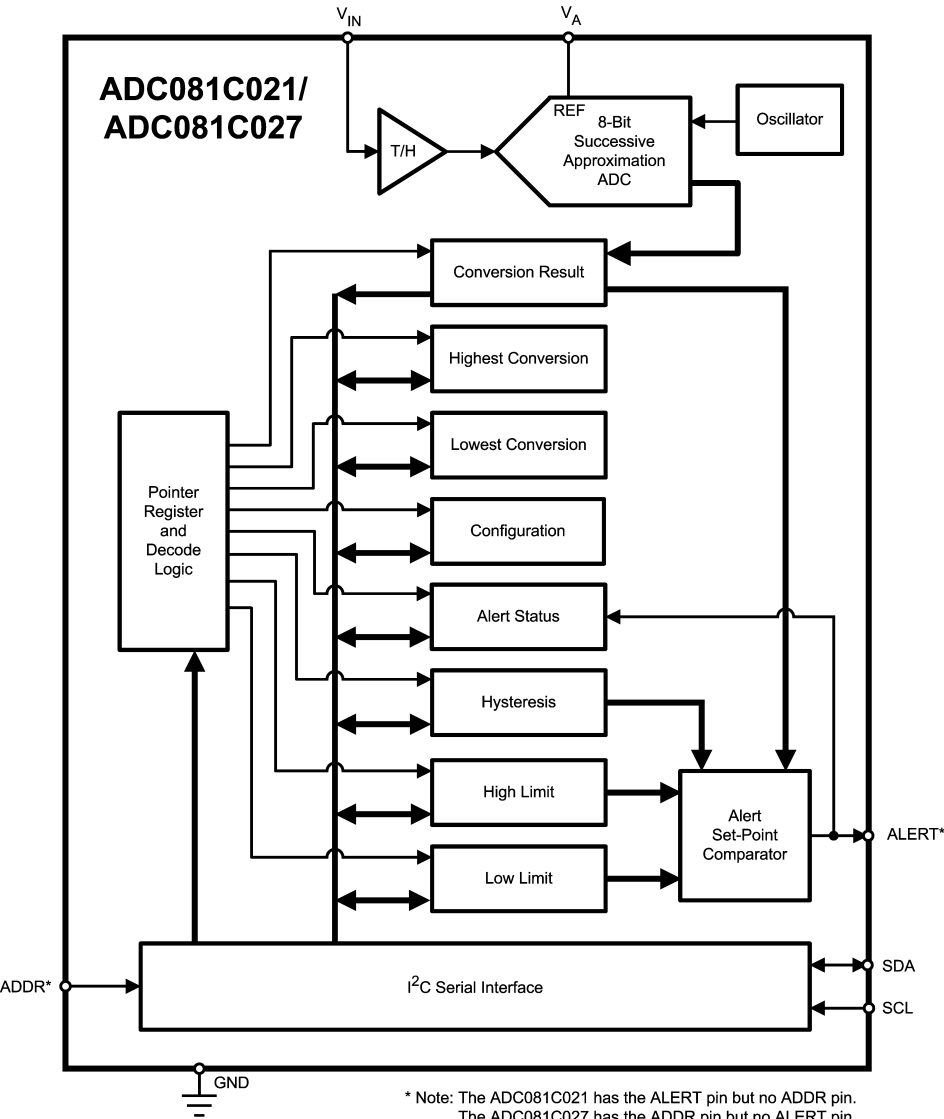 VIN
VA
ADC081C021/
ADC081C027
REF
8-Bit
Successive
Approximation
ADC
Oscillator
T/H
Conversion Result
Highest Conversion
Lowest Conversion
Pointer
Register
and
Decode
Logic
Configuration
Alert Status
Hysteresis
High Limit
Alert
Set-Point
Comparator
ALERT*
Low Limit
ADDR*
I2C Serial Interface
SDA
SCL
GND
* Note: The ADC081C021 has the ALERT pin but no ADDR pin.
The ADC081C027 has the ADDR pin but no ALERT pin.